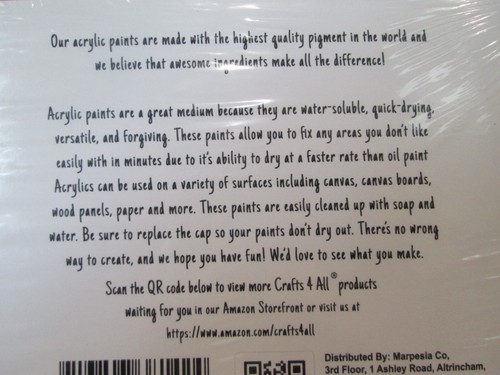 Our acrylic paints are made with the highest quality pigment in the world and
we believe that awesome ingredients make all the difference!
Acrylic paints are a great medium because they are water-soluble, quick-drying,
versatile, and forgiving. These paints allow you to fix any areas you don't like
easily with in minutes due to it's ability to dry at a faster rate than oil paint
Acrylics can be used on a variety of surfaces including canvas, canvas boards,
wood panels, paper and more. These paints are easily cleaned up with soap and
water. Be sure to replace the cap so your paints don't dry out. There's no wrong
way to create, and we hope you have fun! We'd love to see what you make.
Scan the QR code below to view more Crafts 4 All® products
waiting for you in our Amazon Storefront or visit us at
https://www.amazon.com/crafts4all
Distributed By: Marpesia Co,
3rd Floor, 1 Ashley Road, Altrincham,